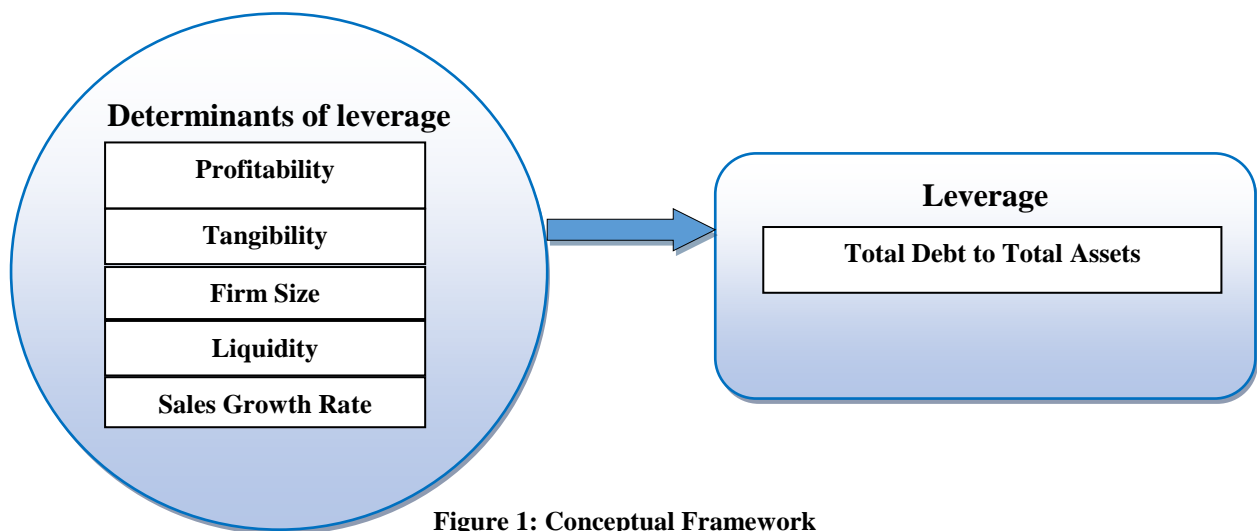 Determinants of leverage
Profitability
Tangibility
Firm Size
Liquidity
Sales Growth Rate
Leverage
Total Debt to Total Assets
Figure 1: Conceptual Framework